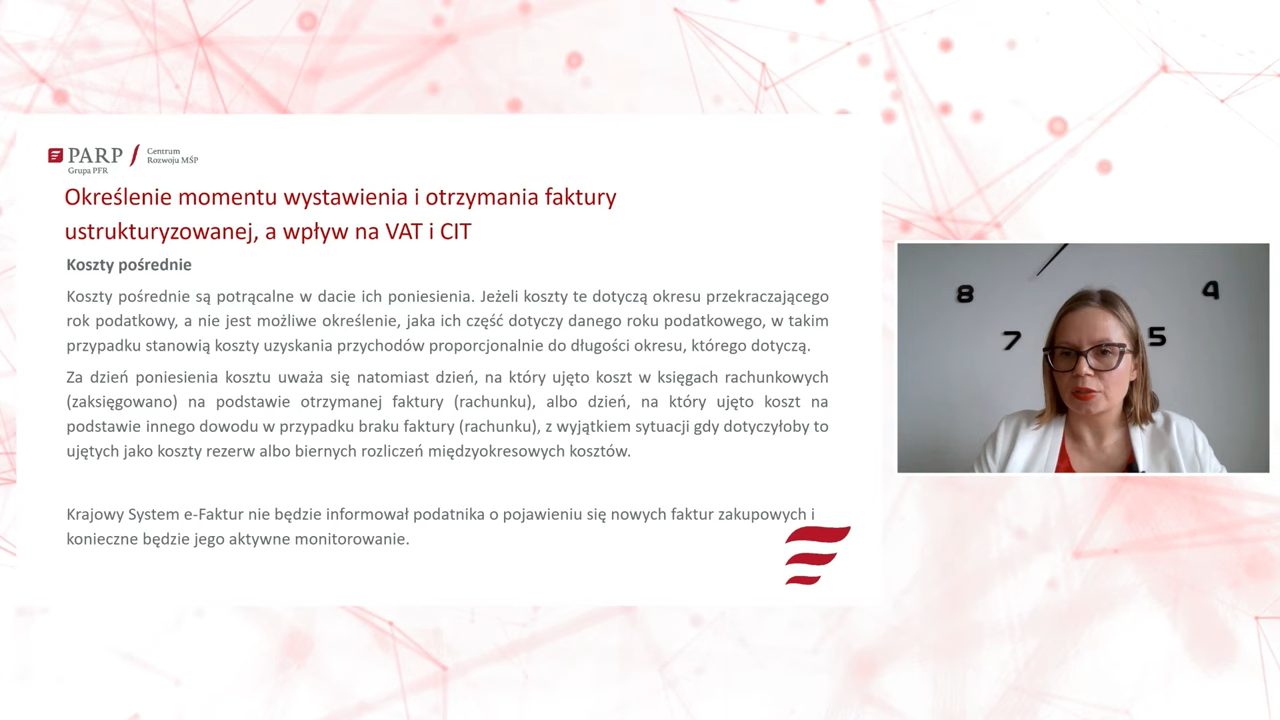 PARP
Grupa PFR
Centrum
Rozwoju MŚP
Określenie momentu wystawienia i otrzymania faktury
ustrukturyzowanej, a wpływ na VAT i CIT
Koszty pośrednie
Koszty pośrednie są potrącalne w dacie ich poniesienia. Jeżeli koszty te dotyczą okresu przekraczającego
rok podatkowy, a nie jest możliwe określenie, jaka ich część dotyczy danego roku podatkowego, w takim
przypadku stanowią koszty uzyskania przychodów proporcjonalnie do długości okresu, którego dotyczą.
Za dzień poniesienia kosztu uważa się natomiast dzień, na który ujęto koszt w księgach rachunkowych
(zaksięgowano) na podstawie otrzymanej faktury (rachunku), albo dzień, na który ujęto koszt na
podstawie innego dowodu w przypadku braku faktury (rachunku), z wyjątkiem sytuacji gdy dotyczyłoby to
ujętych jako koszty rezerw albo biernych rozliczeń międzyokresowych kosztów.
Krajowy System e-Faktur nie będzie informował podatnika o pojawieniu się nowych faktur zakupowych i
konieczne będzie jego aktywne monitorowanie.
8
4
7
5